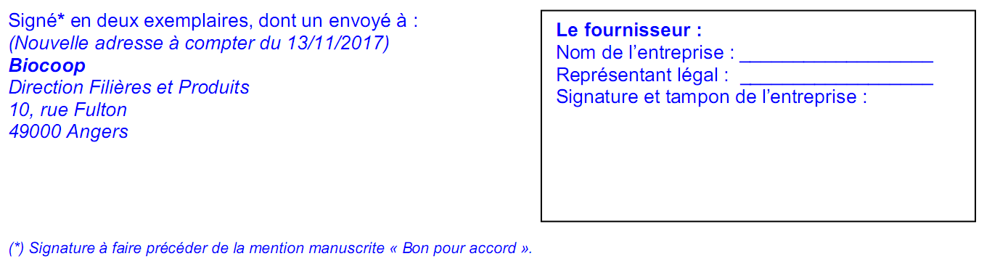 Signé* en deux exemplaires, dont un envoyé à :
(Nouvelle adresse à compter du 13/11/2017)
Biocoop
Direction Filières et Produits
10, rue Fulton
49000 Angers
Le fournisseur :
Nom de l’entreprise : ___________________
Représentant légal : ___________________
Signature et tampon de l’entreprise :
(*) Signature à faire précéder de la mention manuscrite « Bon pour accord ».